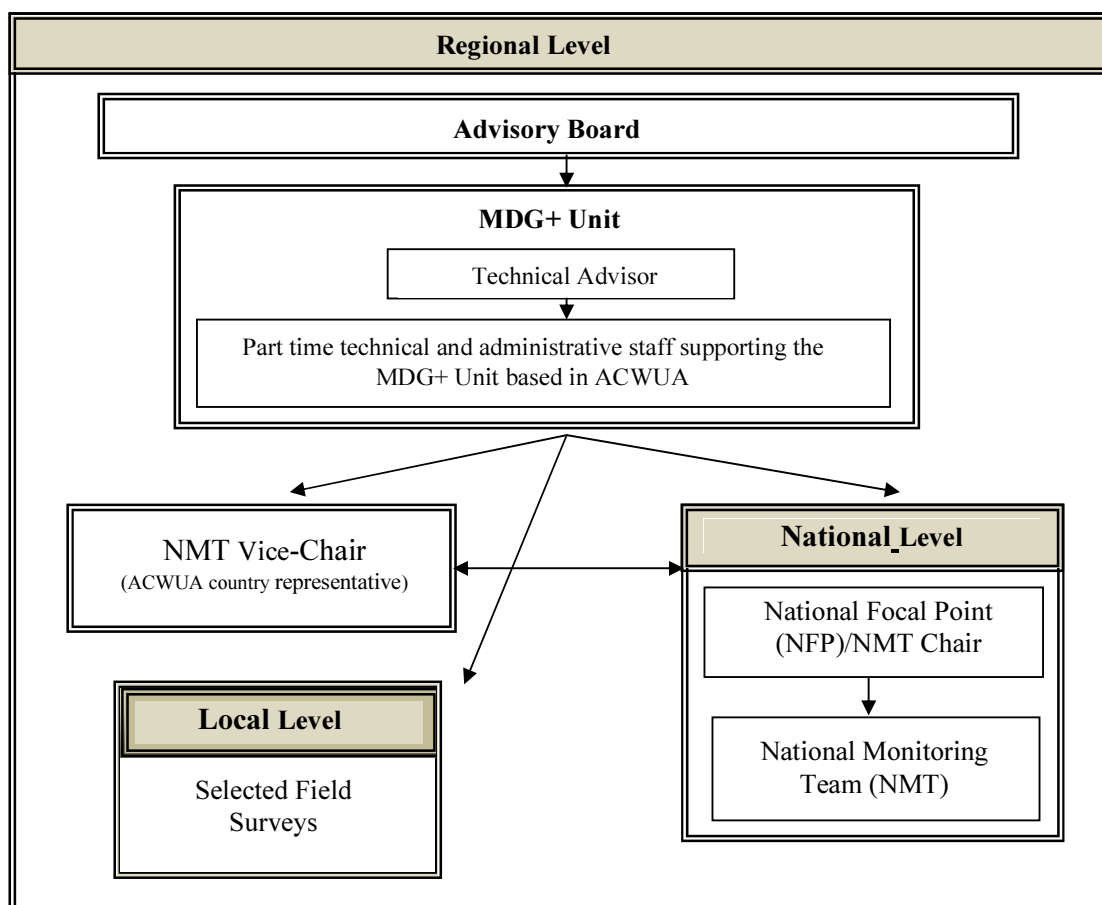 Regional Level
Advisory Board
MDG+ Unit
Technical Advisor
Part time technical and administrative staff supporting the
MDG+ Unit based in ACWUA
NMT Vice-Chair
(ACWUA country representative)
National Level
National Focal Point
(NFP)/NMT Chair
National Monitoring
Team (NMT)
Local Level
Selected Field
Surveys